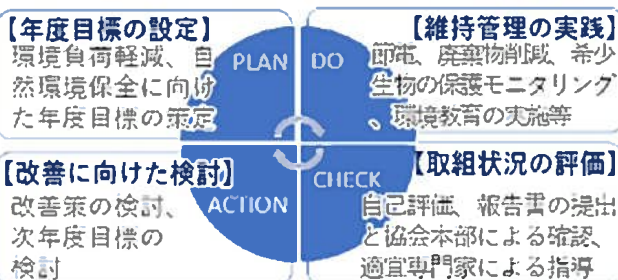 【年度目標の設定】
環境負荷軽減、自
然環境保全に向け
た年度目標の策定
PLAN
DO
【維持管理の実践】
節電、廃棄物削減、希少
生物の保護モニタリング
、環境教育の実施等
【改善に向けた検討】
改善策の検討、
次年度目標の
検討
ACTION
CHECK
【取組状況の評価】
自己評価、報告書の提出
と協会本部による確認、
適宜専門家による指導